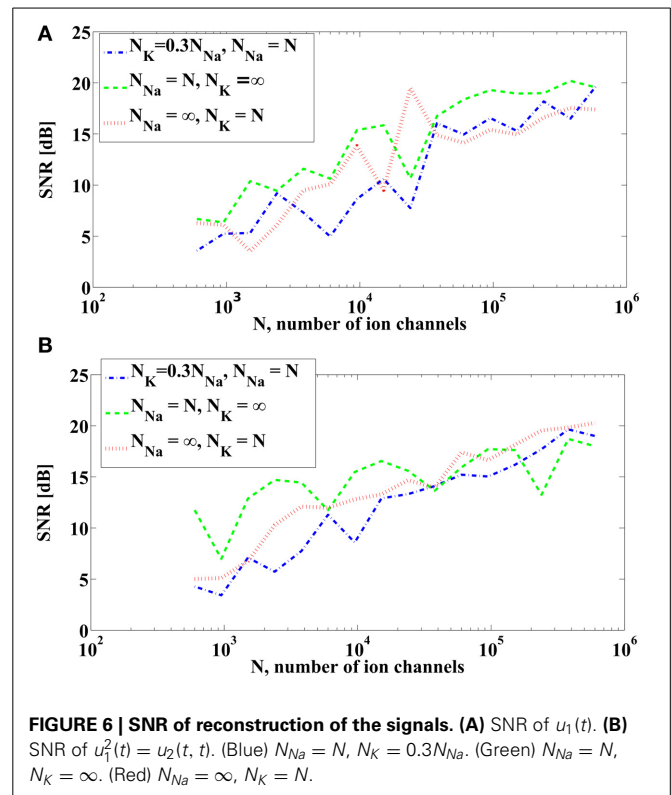 A
25
20
15
10
5
0
SNR [dB]
N_K=0.3N_Na, N_Na = N
N_Na = N, N_K = ∞
N_Na = ∞, N_K = N
10^2 10^3 10^4 10^5 10^6
N, number of ion channels
B
25
20
15
10
5
0
SNR [dB]
N_K=0.3N_Na, N_Na = N
N_Na = N, N_K = ∞
N_Na = ∞, N_K = N
10^2 10^3 10^4 10^5 10^6
N, number of ion channels
FIGURE 6 | SNR of reconstruction of the signals. (A) SNR of u_1(t). (B)
SNR of u_1^2(t) = u_2(t, t). (Blue) N_Na = N, N_K = 0.3N_Na. (Green) N_Na = N,
N_K = ∞. (Red) N_Na = ∞, N_K = N.